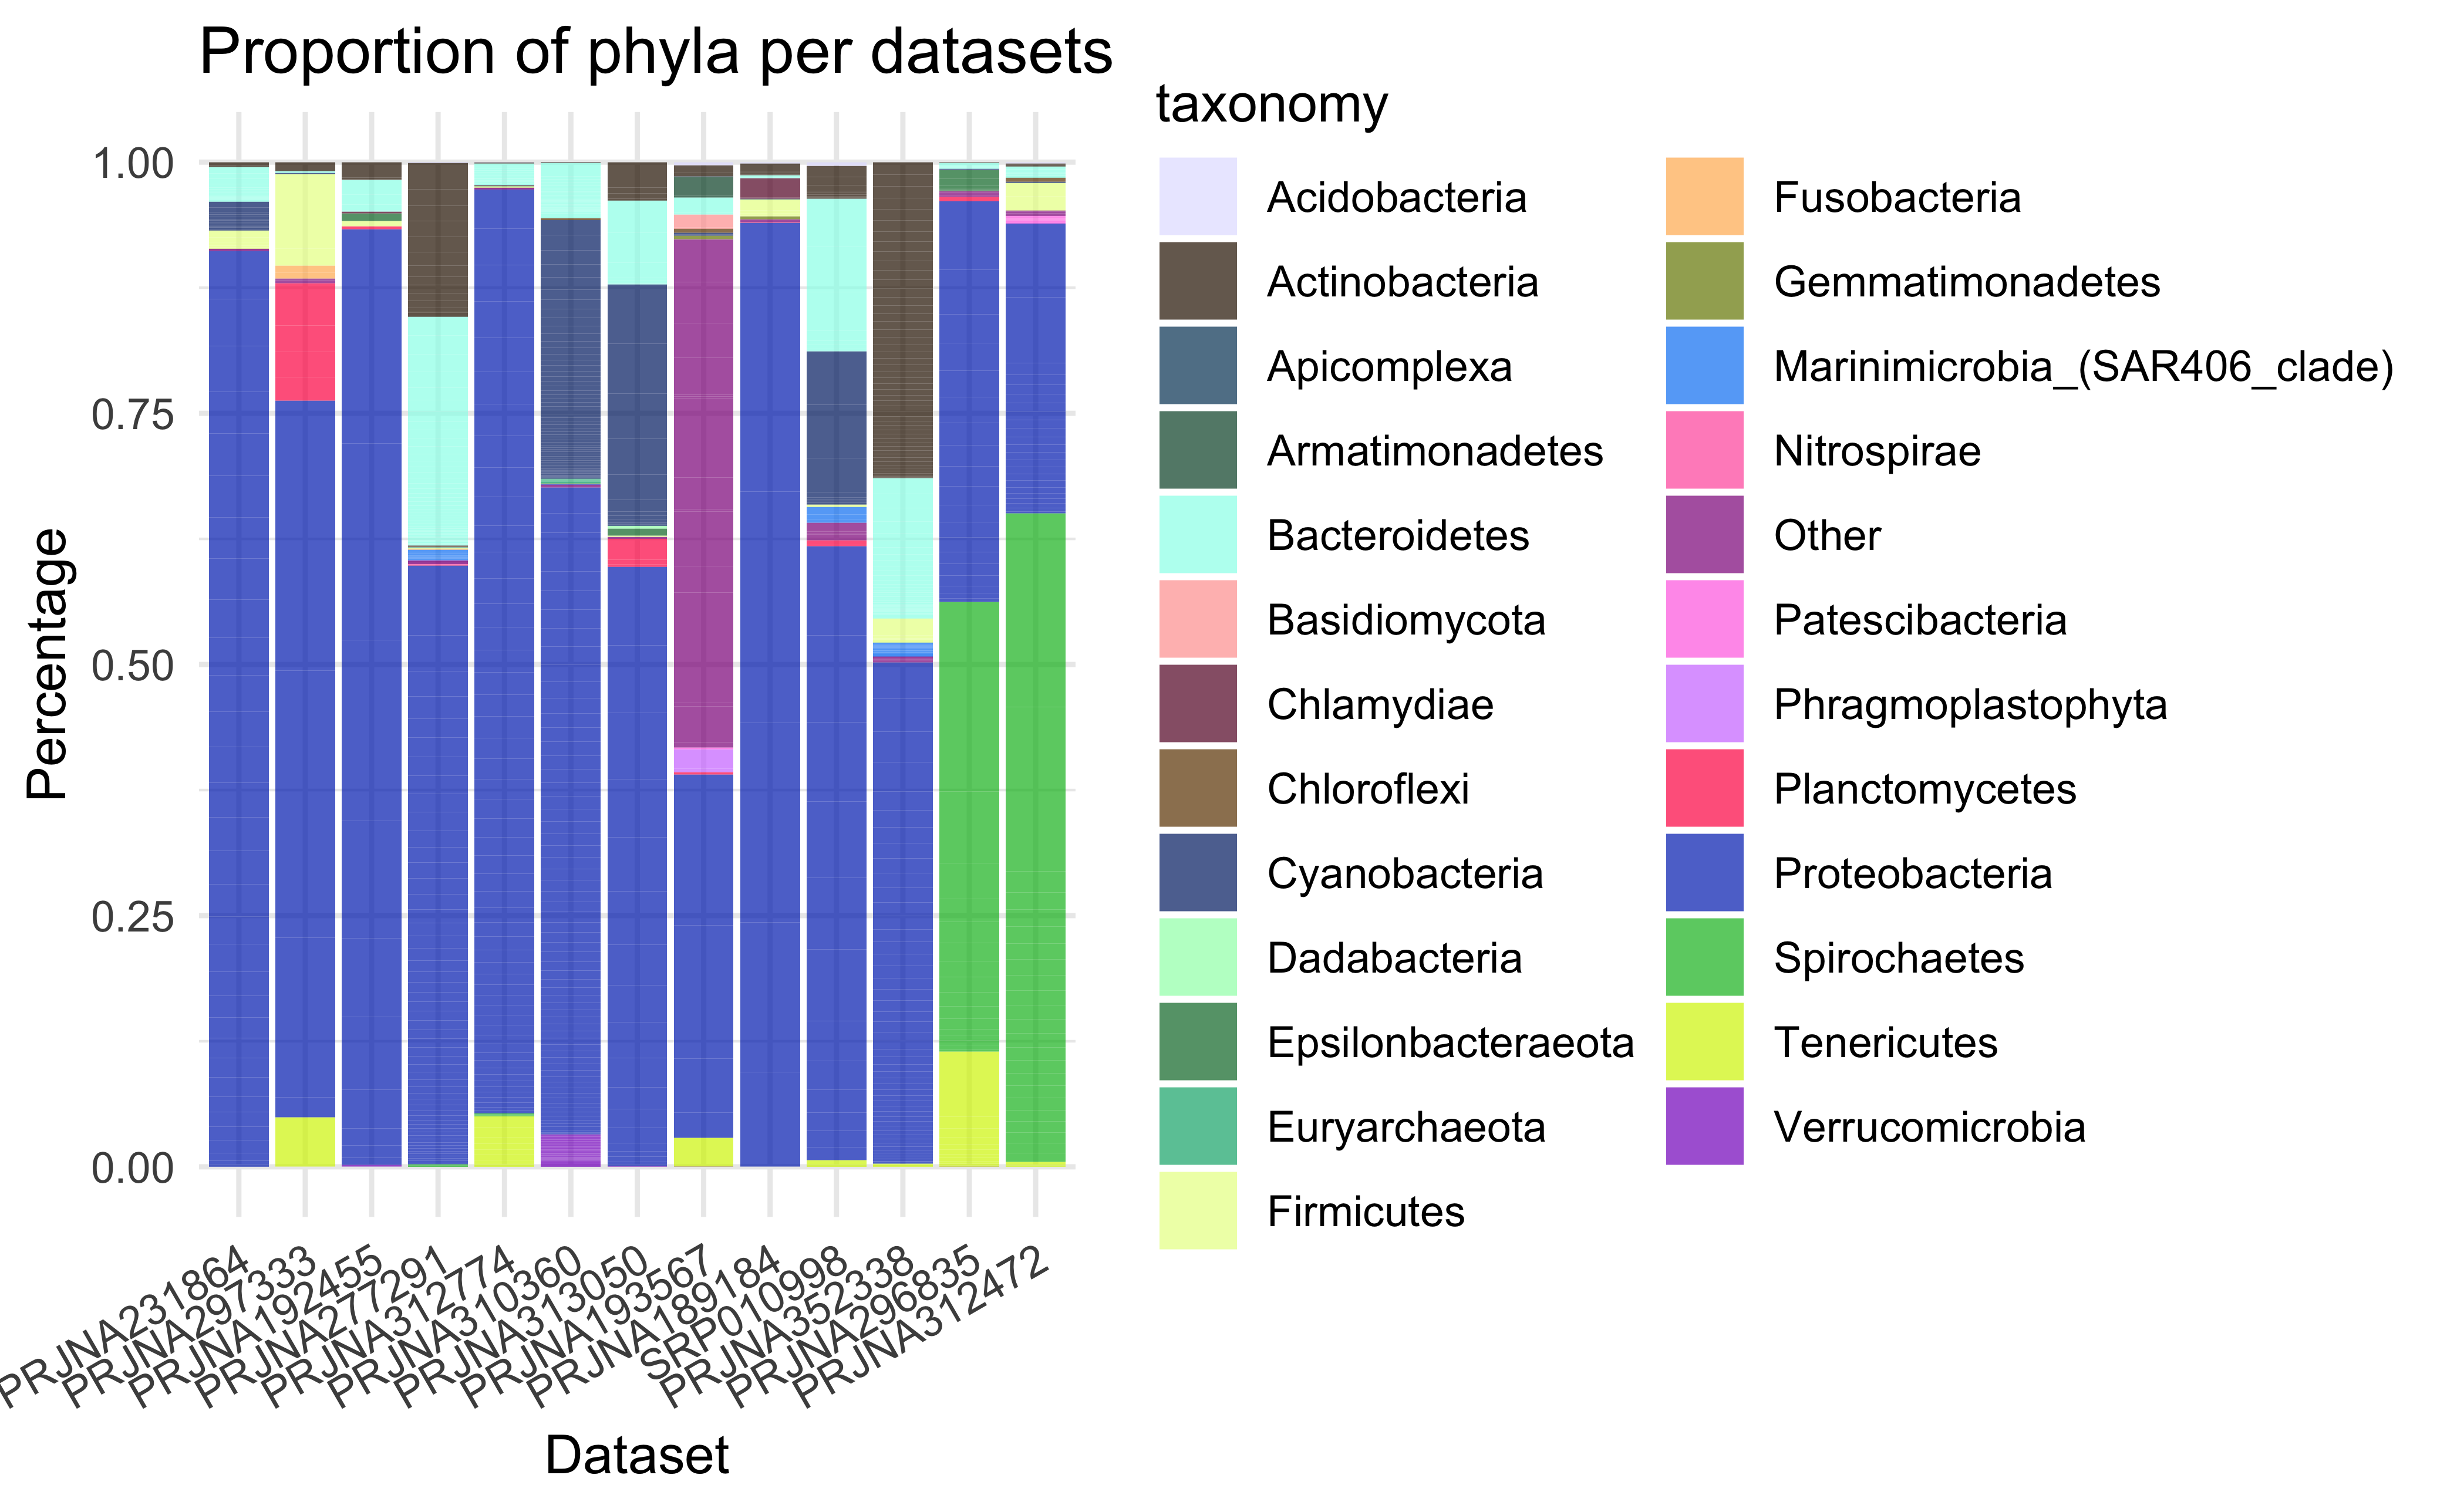 Proportion of phyla per datasets
taxonomy
Acidobacteria
Actinobacteria
Apicomplexa
Armatimonadetes
Bacteroidetes
Basidiomycota
Chlamydiae
Chloroflexi
Cyanobacteria
Dadabacteria
Epsilonbacteraeota
Euryarchaeota
Firmicutes
Fusobacteria
Gemmatimonadetes
Marinimicrobia_(SAR406_clade)
Nitrospirae
Other
Patescibacteria
Phragmoplastophyta
Planctomycetes
Proteobacteria
Spirochaetes
Tenericutes
Verrucomicrobia
Percentage
1.00
0.75
0.50
0.25
0.00
PRJNA231864
PRJNA297333
PRJNA192455
PRJNA277291
PRJNA312774
PRJNA310360
PRJNA313050
PRJNA193567
PRJNA189184
SRP010998
PRJNA352338
PRJNA296835
PRJNA312472
Dataset